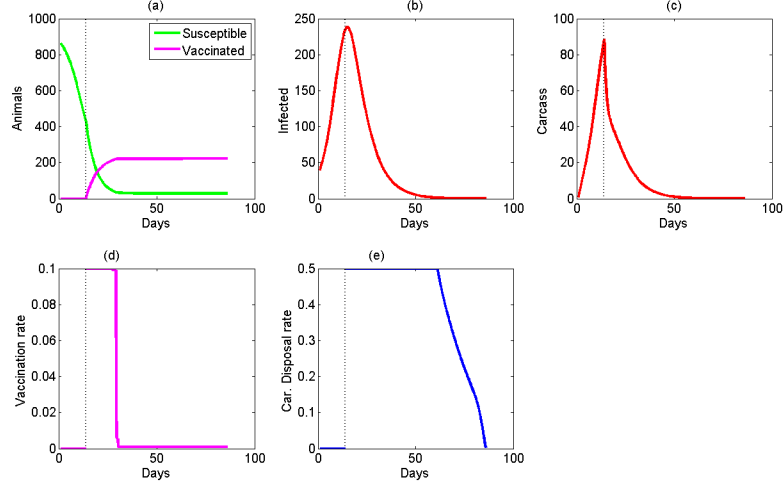 (a)
1000
800
600
400
200
0
Animals
0
50
100
Days
Susceptible
Vaccinated
(b)
250
200
150
100
50
0
Infected
0
50
100
Days
(c)
100
80
60
40
20
0
Carcass
0
50
100
Days
(d)
0.1
0.08
0.06
0.04
0.02
0
Vaccination rate
0
50
100
Days
(e)
0.5
0.4
0.3
0.2
0.1
0
Car. Disposal rate
0
50
100
Days